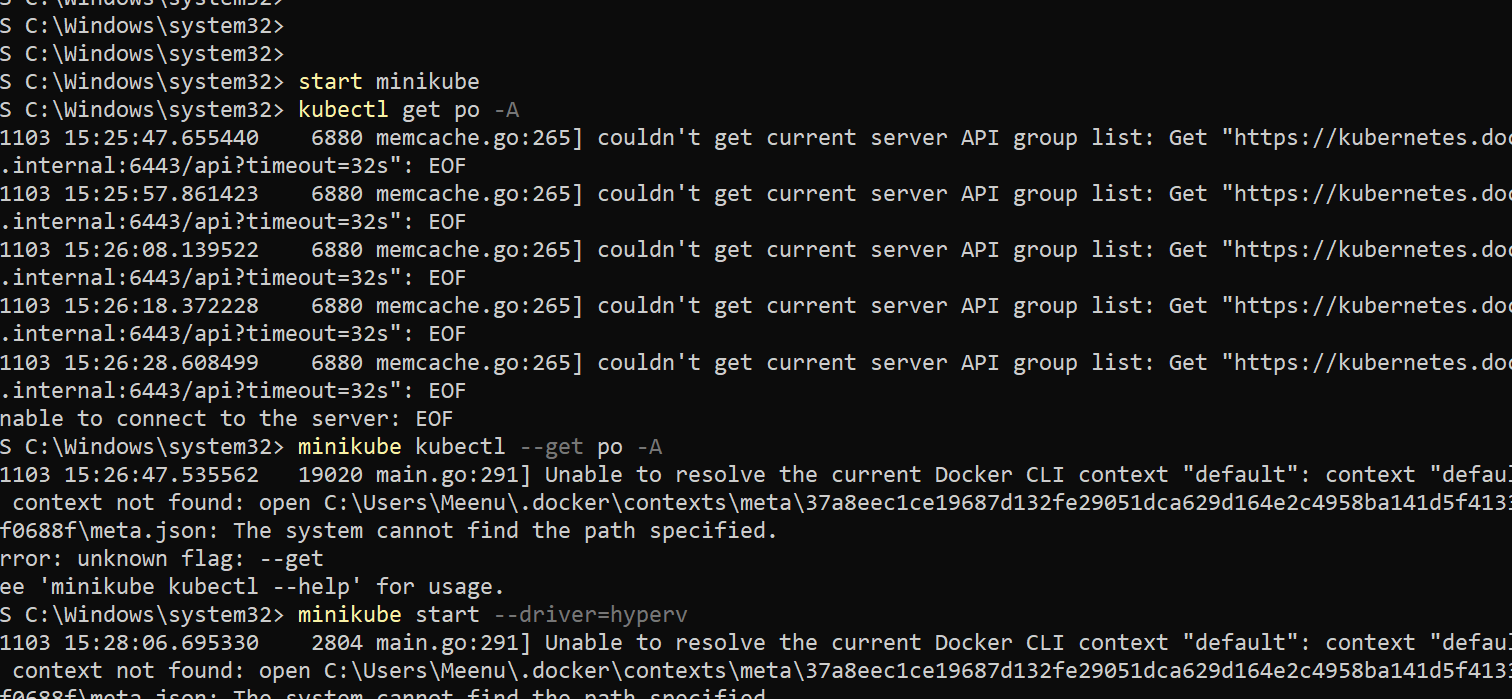 S C:\Windows\system32>
S C:\Windows\system32>
S C:\Windows\system32>
S C:\Windows\system32> start minikube
S C:\Windows\system32> kubectl get po -A
1103 15:25:47.655440    6880 memcache.go:265] couldn't get current server API group list: Get "https://kubernetes.doc
.internal:6443/api?timeout=32s": EOF
1103 15:25:57.861423    6880 memcache.go:265] couldn't get current server API group list: Get "https://kubernetes.doc
.internal:6443/api?timeout=32s": EOF
1103 15:26:08.139522    6880 memcache.go:265] couldn't get current server API group list: Get "https://kubernetes.doc
.internal:6443/api?timeout=32s": EOF
1103 15:26:18.372228    6880 memcache.go:265] couldn't get current server API group list: Get "https://kubernetes.doc
.internal:6443/api?timeout=32s": EOF
1103 15:26:28.608499    6880 memcache.go:265] couldn't get current server API group list: Get "https://kubernetes.doc
.internal:6443/api?timeout=32s": EOF
nable to connect to the server: EOF
S C:\Windows\system32> minikube kubectl --get po -A
1103 15:26:47.535562   19020 main.go:291] Unable to resolve the current Docker CLI context "default": context "defaul
 context not found: open C:\Users\Meenu\.docker\contexts\meta\37a8eec1ce19687d132fe29051dca629d164e2c4958ba141d5f4133
f0688f\meta.json: The system cannot find the path specified.
rror: unknown flag: --get
ee 'minikube kubectl --help' for usage.
S C:\Windows\system32> minikube start --driver=hyperv
1103 15:28:06.695330    2804 main.go:291] Unable to resolve the current Docker CLI context "default": context "defaul
 context not found: open C:\Users\Meenu\.docker\contexts\meta\37a8eec1ce19687d132fe29051dca629d164e2c4958ba141d5f4133
f0688f\meta.json: The system cannot find the path specified.